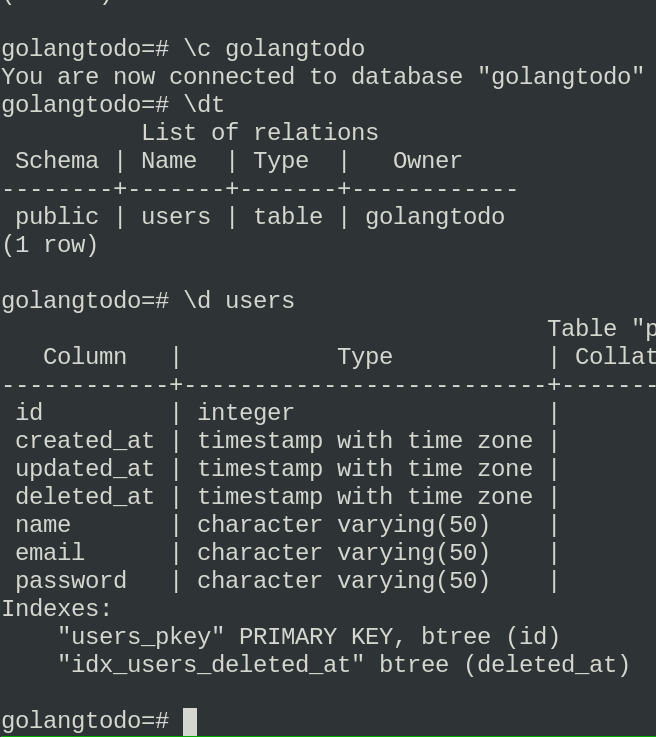 golangtodo=# \c golangtodo
You are now connected to database "golangtodo"
golangtodo=# \dt
          List of relations
 Schema | Name  | Type  |   Owner
--------+-------+-------+------------
 public | users | table | golangtodo
(1 row)
golangtodo=# \d users
                                       Table "p
   Column   |           Type           | Collat
------------+--------------------------+-------
 id         | integer                  |
 created_at | timestamp with time zone |
 updated_at | timestamp with time zone |
 deleted_at | timestamp with time zone |
 name       | character varying(50)    |
 email      | character varying(50)    |
 password   | character varying(50)    |
Indexes:
    "users_pkey" PRIMARY KEY, btree (id)
    "idx_users_deleted_at" btree (deleted_at)
golangtodo=#